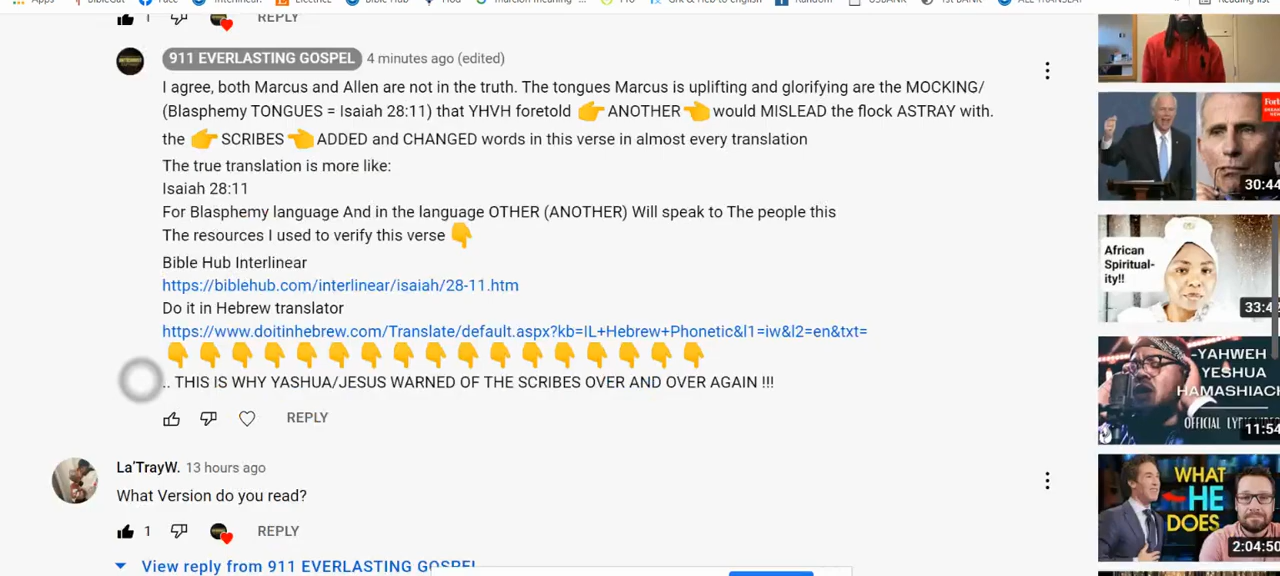 Apps
REPLY
1
REPLY
911 EVERLASTING GOSPEL 4 minutes ago (edited)
I agree, both Marcus and Allen are not in the truth. The tongues Marcus is uplifting and glorifying are the MOCKING/
(Blasphemy TONGUES = Isaiah 28:11) that YHVH foretold 👉 ANOTHER 👈 would MISLEAD the flock ASTRAY with.
the 👉 SCRIBES 👈 ADDED and CHANGED words in this verse in almost every translation
The true translation is more like:
Isaiah 28:11
For Blasphemy language And in the language OTHER (ANOTHER) Will speak to The people this
The resources I used to verify this verse 👇
Bible Hub Interlinear
https://biblehub.com/interlinear/isaiah/28-11.htm
Do it in Hebrew translator
https://www.doitinhebrew.com/Translate/default.aspx?kb=IL+Hebrew+Phonetic&l1=iw&l2=en&txt=
👇👇👇👇👇👇👇👇👇👇👇👇👇👇👇👇👇
.. THIS IS WHY YASHUA/JESUS WARNED OF THE SCRIBES OVER AND OVER AGAIN !!!
REPLY
La'TrayW. 13 hours ago
What Version do you read?
1
REPLY
View reply from 911 EVERLASTING GOSPEL
30:44
African
Spiritual-
ity!!
-YAHWEH
YESHUA
HAMASHIACH
11:54
WHAT
HE
DOES
2:04:50